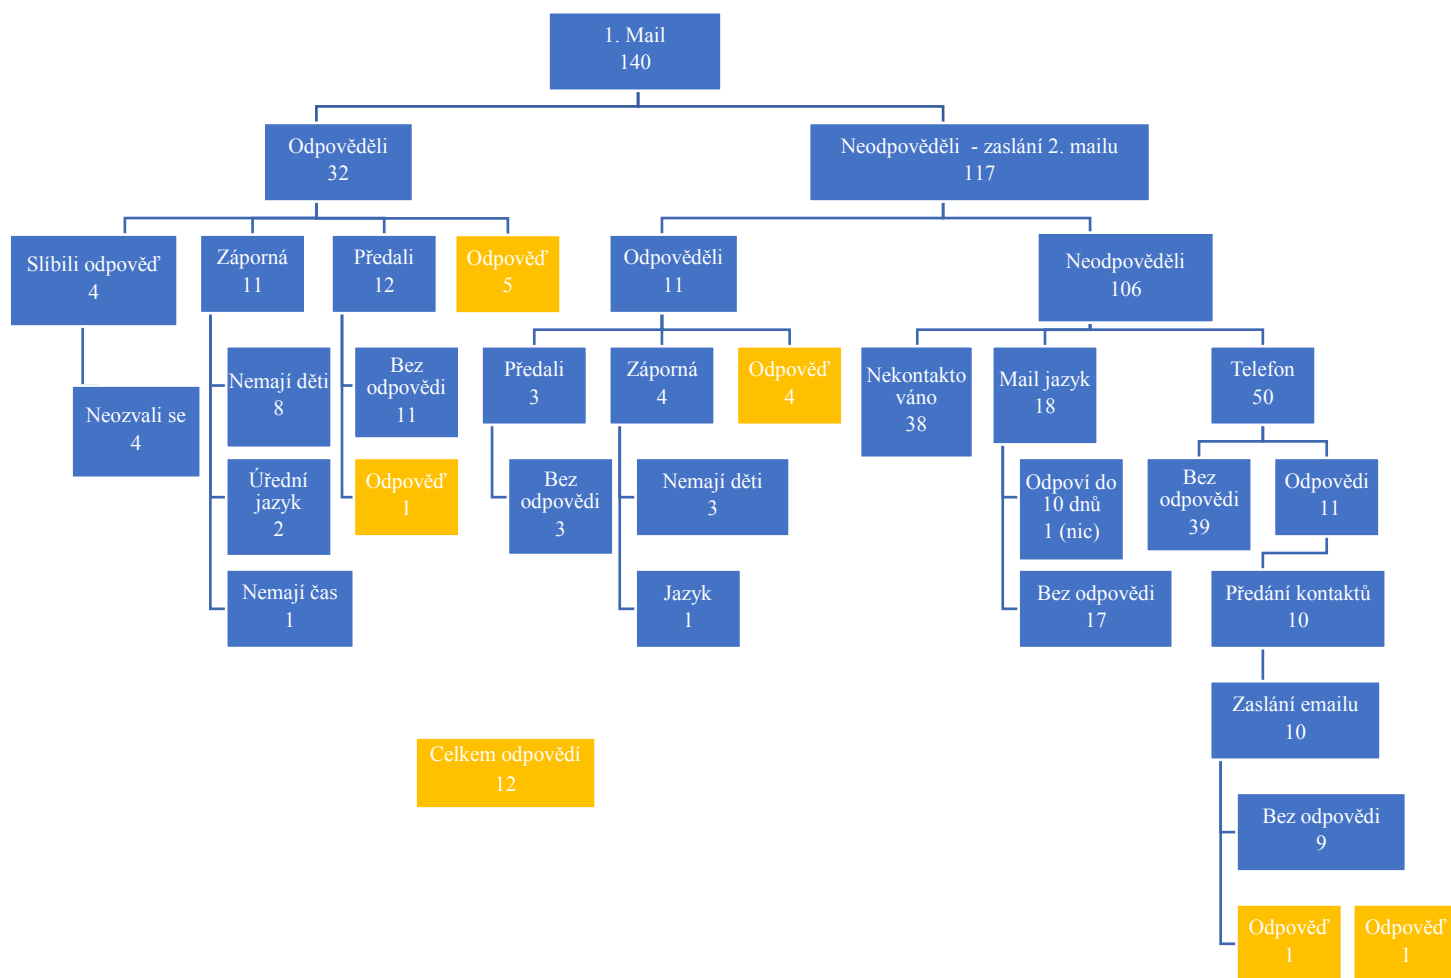 1. Mail
140
Odpověděli
32
Neodpověděli - zaslání 2. mailu
117
Slíbili odpověď
4
Záporná
11
Předali
12
Odpověď
5
Odpověděli
11
Neodpověděli
106
Neozvali se
4
Nemají děti
8
Úřední
jazyk
2
Nemají čas
1
Bez
odpovědi
11
Odpověď
1
Předali
3
Bez
odpovědi
3
Záporná
4
Nemají děti
3
Jazyk
1
Odpověď
4
Nekontakto
váno
38
Mail jazyk
18
Odpoví do
10 dnů
1 (nic)
Bez odpovědi
17
Telefon
50
Bez
odpovědi
39
Odpovědi
11
Předání kontaktů
10
Zaslání emailu
10
Bez odpovědi
9
Odpověď
1
Odpověď
1
Celkem odpovědí
12